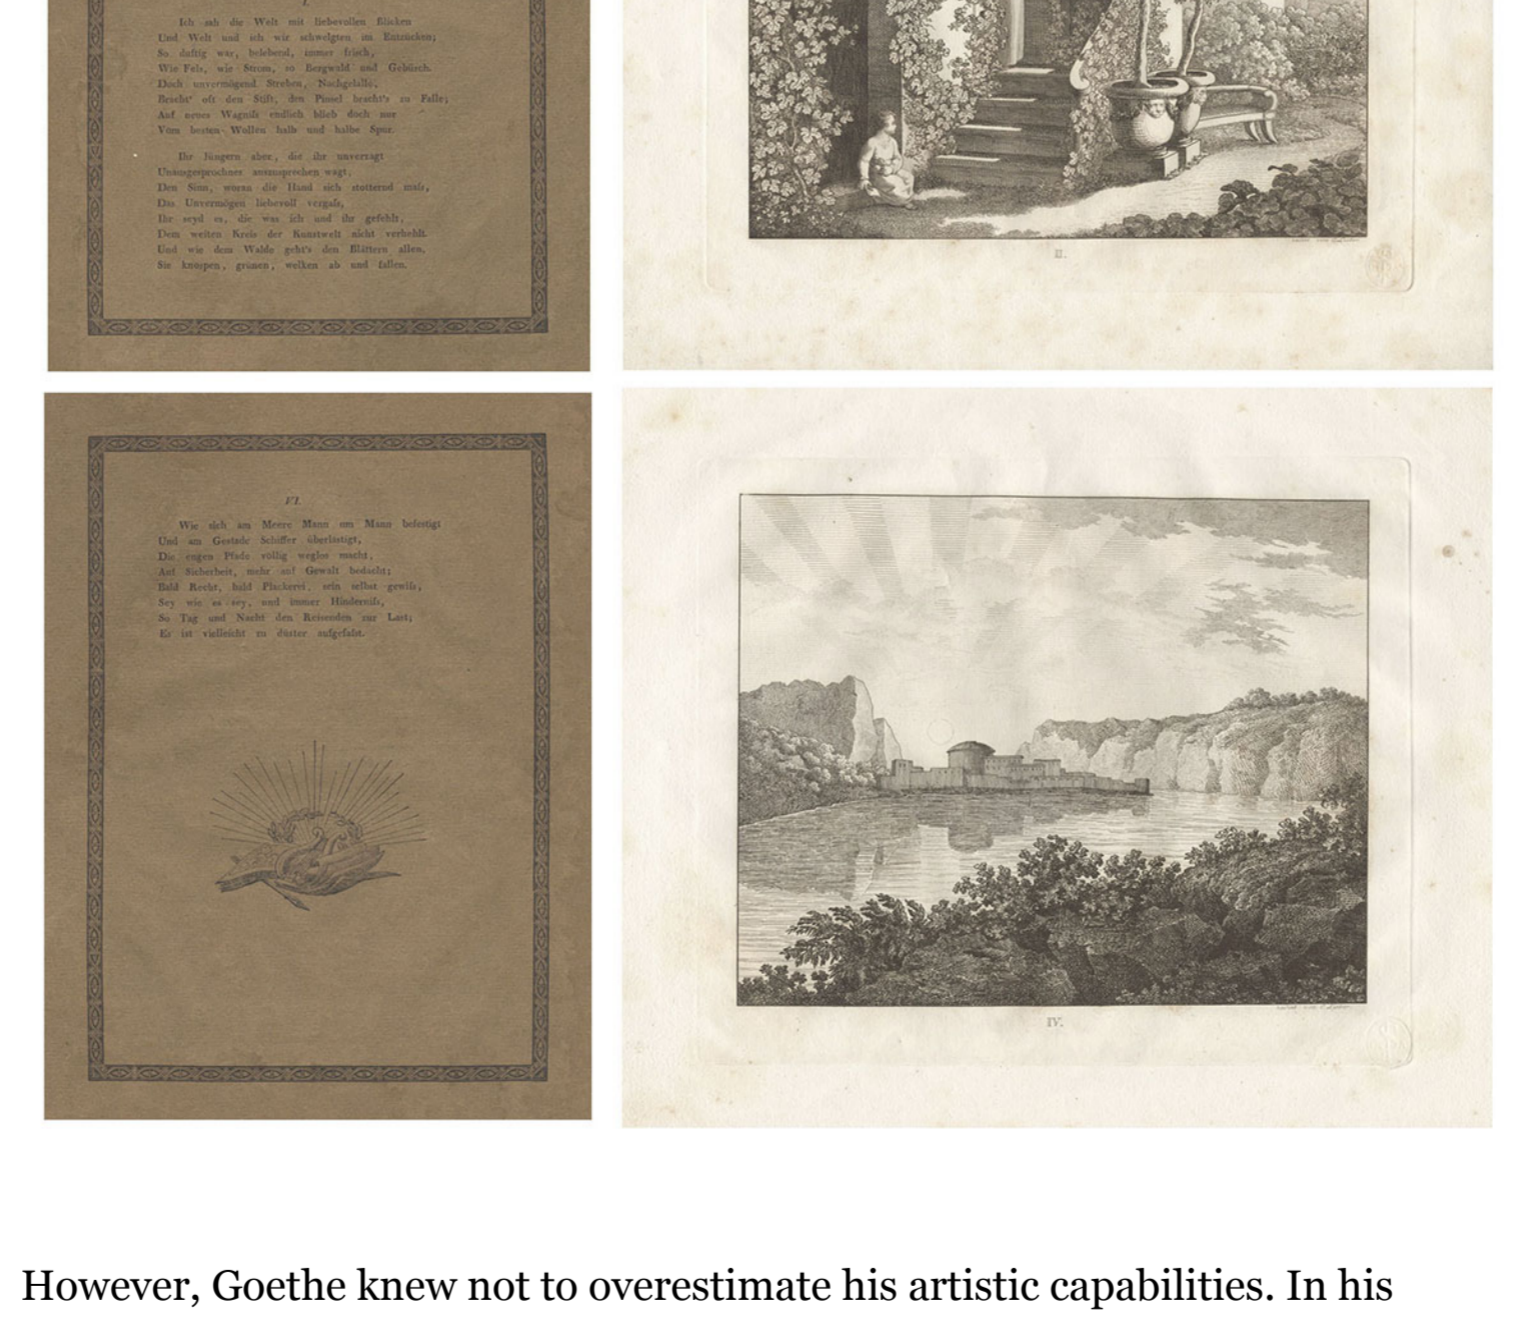 I.
Ich sah die Welt mit liebevollen Blicken
Und Welt und ich wir schwelgten im Entzücken;
So duftig war, belebend, immer frisch,
Wie Fels, wie Strom, so Bergwald und Gebüsch.
Doch unvermögend Streben, Nachgelalle,
Bracht' oft den Stift, den Pinsel bracht's zu Falle;
Auf neues Wagniss endlich blieb doch nur
Vom besten Wollen halb und halbe Spur.
Ihr Jüngern aber, die ihr unverzagt
Unausgesprochnes auszusprechen wagt,
Den Sinn, woran die Hand sich stotternd mass,
Das Unvermögen liebevoll vergass,
Ihr seyd es, die was ich und ihr gefehlt,
Dem weiten Kreis der Kunstwelt nicht verhehlt.
Und wie dem Walde geht's den Blättern allen,
Sie knospen, grünen, welken ab und fallen.
II.
VI.
Wie sich am Meere Mann um Mann befestigt
Und am Gestade Schiffer überlästigt,
Die engen Pfade völlig weglos macht,
Auf Sicherheit, mehr auf Gewalt bedacht;
Bald Recht, bald Plackerei, sein selbst gewiss,
Sey wie es sey, und immer Hinderniss,
So Tag und Nacht den Reisenden zur Last;
Er ist vielleicht zu düster aufgefasst.
IV.
However, Goethe knew not to overestimate his artistic capabilities. In his